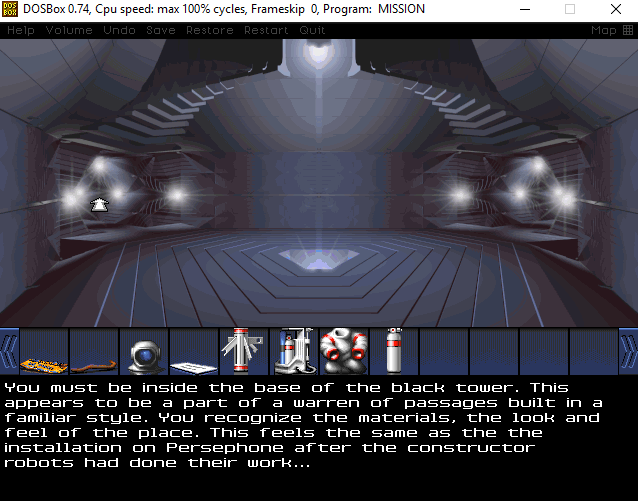 DOSBox 0.74, Cpu speed: max 100% cycles, Frameskip 0, Program: MISSION
Help Volume Undo Save Restore Restart Quit Map
You must be inside the base of the black tower. This
appears to be a part of a warren of passages built in a
familiar style. You recognize the materials, the look and
feel of the place. This feels the same as the the
installation on Persephone after the constructor
robots had done their work...